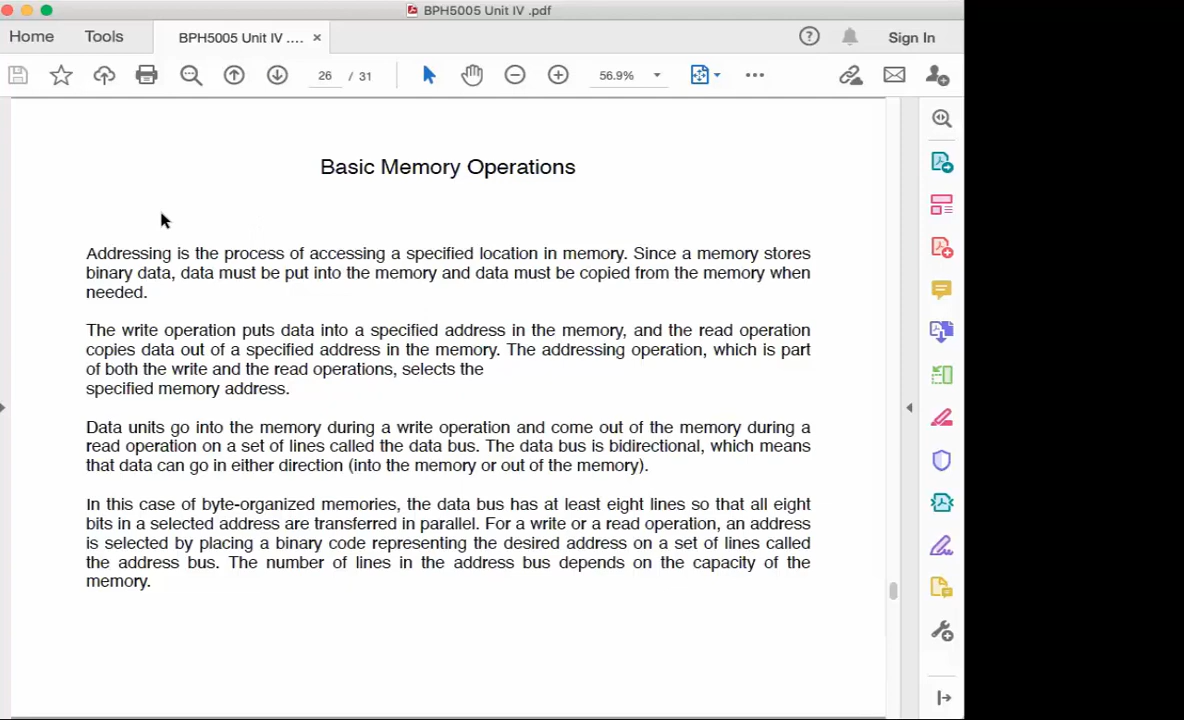 BPH5005 Unit IV .pdf
Home
Tools
BPH5005 Unit IV ....
Sign In
26 / 31
56.9%
Basic Memory Operations
Addressing is the process of accessing a specified location in memory. Since a memory stores
binary data, data must be put into the memory and data must be copied from the memory when
needed.
The write operation puts data into a specified address in the memory, and the read operation
copies data out of a specified address in the memory. The addressing operation, which is part
of both the write and the read operations, selects the
specified memory address.
Data units go into the memory during a write operation and come out of the memory during a
read operation on a set of lines called the data bus. The data bus is bidirectional, which means
that data can go in either direction (into the memory or out of the memory).
In this case of byte-organized memories, the data bus has at least eight lines so that all eight
bits in a selected address are transferred in parallel. For a write or a read operation, an address
is selected by placing a binary code representing the desired address on a set of lines called
the address bus. The number of lines in the address bus depends on the capacity of the
memory.